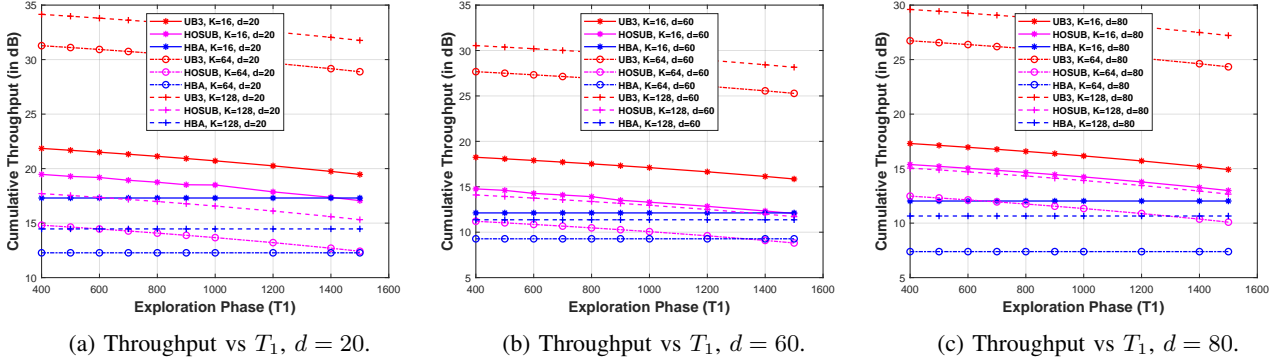 Cumulative Throughput (in dB)
35
30
25
20
15
10
400 600 800 1000 1200 1400 1600
Exploration Phase (T1)
UB3, K=16, d=20
HOSUB, K=16, d=20
HBA, K=16, d=20
UB3, K=64, d=20
HOSUB, K=64, d=20
HBA, K=64, d=20
UB3, K=128, d=20
HOSUB, K=128, d=20
HBA, K=128, d=20
(a) Throughput vs T1, d = 20.
Cumulative Throughput (in dB)
35
30
25
20
15
10
5
400 600 800 1000 1200 1400 1600
Exploration Phase (T1)
UB3, K=16, d=60
HOSUB, K=16, d=60
HBA, K=16, d=60
UB3, K=64, d=60
HOSUB, K=64, d=60
HBA, K=64, d=60
UB3, K=128, d=60
HOSUB, K=128, d=60
HBA, K=128, d=60
(b) Throughput vs T1, d = 60.
Cumulative Throughput (in dB)
30
25
20
15
10
5
400 600 800 1000 1200 1400 1600
Exploration Phase (T1)
UB3, K=16, d=80
HOSUB, K=16, d=80
HBA, K=16, d=80
UB3, K=64, d=80
HOSUB, K=64, d=80
HBA, K=64, d=80
UB3, K=128, d=80
HOSUB, K=128, d=80
HBA, K=128, d=80
(c) Throughput vs T1, d = 80.